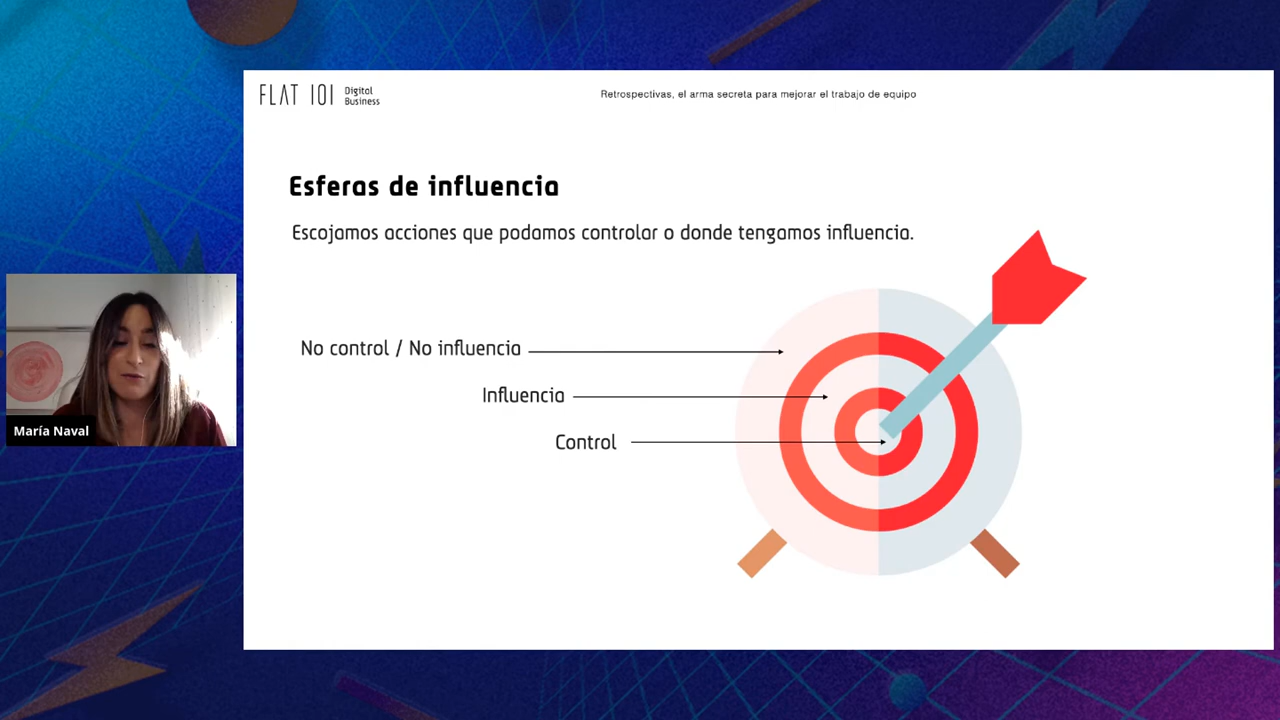 FLAT 101 Digital Business
Retrospectivas, el arma secreta para mejorar el trabajo de equipo
Esferas de influencia
Escojamos acciones que podamos controlar o donde tengamos influencia.
No control / No influencia
Influencia
Control
María Naval